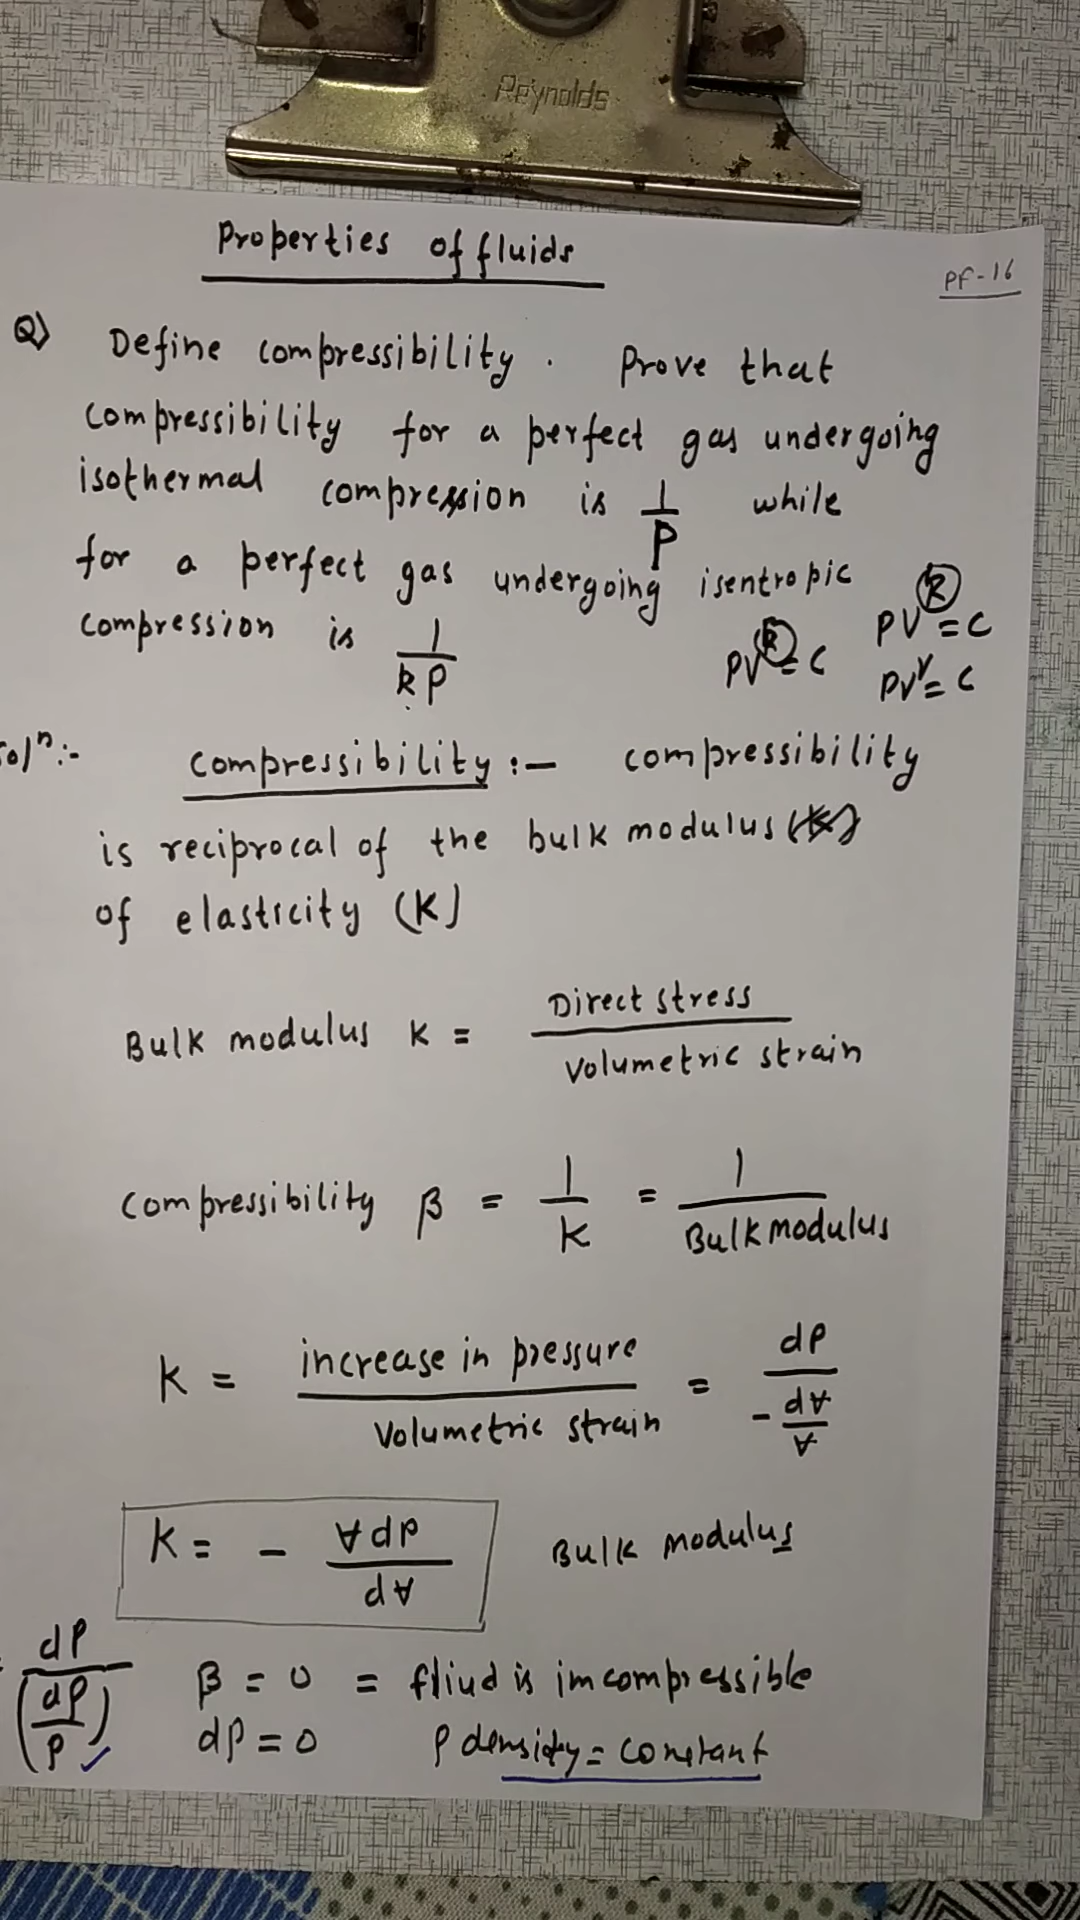 Reynolds
Properties of fluids
PF-16
Q) Define compressibility. Prove that
compressibility for a perfect gas undergoing
isothermal compression is 1/P while
for a perfect gas undergoing isentropic
compression is 1/kP
PV^k = C
PV^k = C
PV^γ = C
Solⁿ:- compressibility :- compressibility
is reciprocal of the bulk modulus
of elasticity (K)
Bulk modulus K = Direct stress / Volumetric strain
compressibility β = 1/K = 1/Bulk modulus
K = increase in pressure / Volumetric strain = dP / -(d∀/∀)
K = - ∀dP/d∀ Bulk modulus
= dP/(dρ/ρ) ✓
β = 0 = fliud is imcompressible
dρ = 0 ρ density = constant